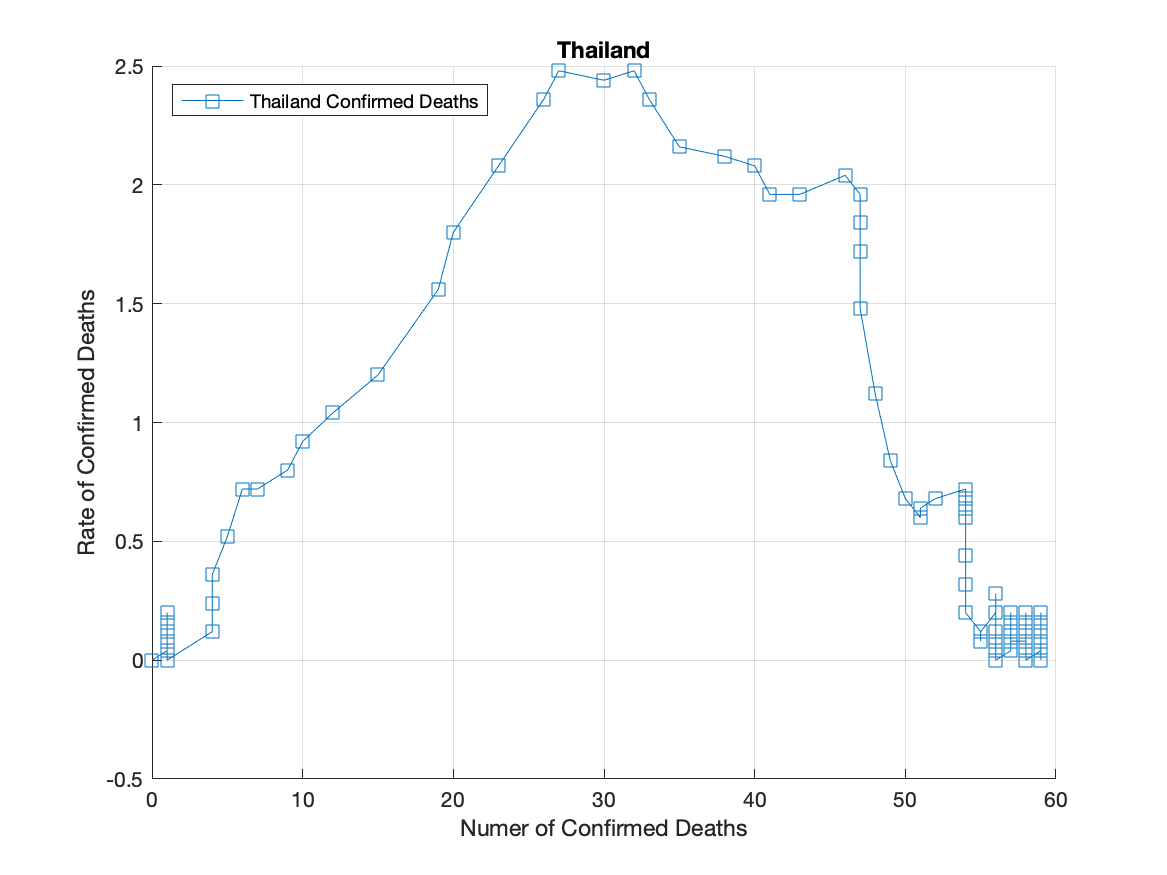 Thailand
Thailand Confirmed Deaths
2.5
2
1.5
1
0.5
0
-0.5
Rate of Confirmed Deaths
0 10 20 30 40 50 60
Numer of Confirmed Deaths